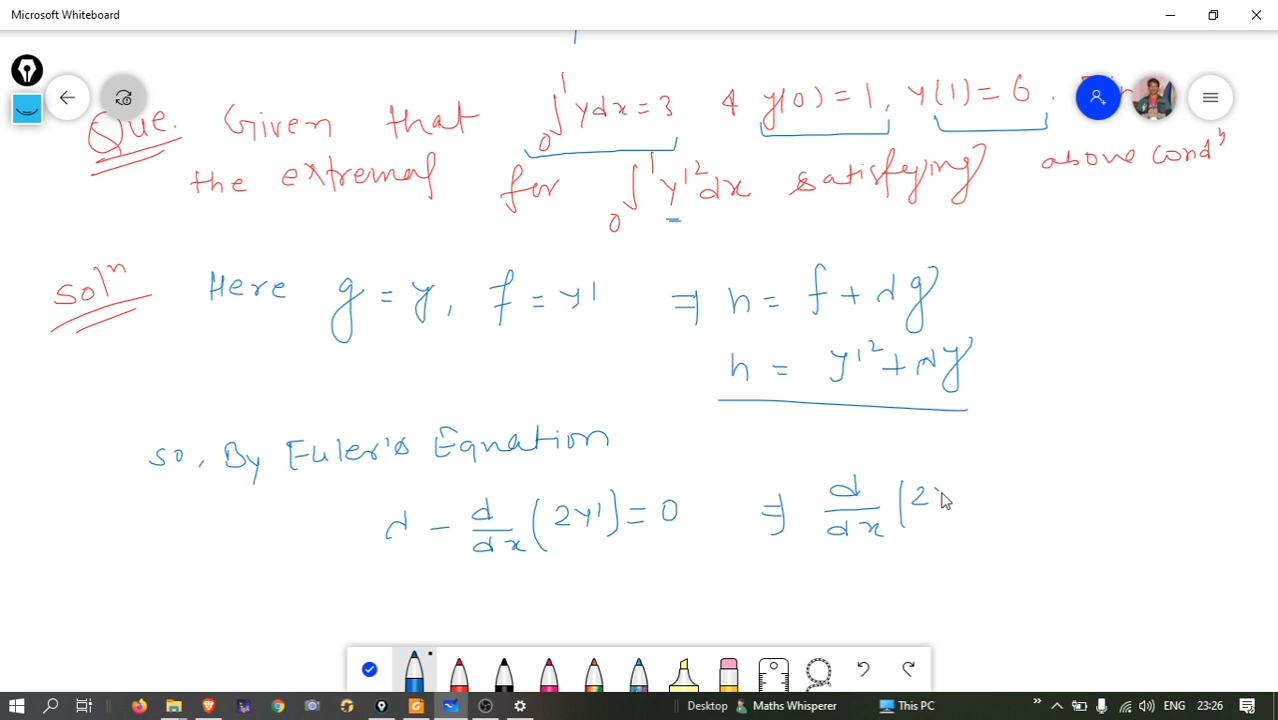 Microsoft Whiteboard
Que. Given that ∫₀¹ ydx = 3 & y(0) = 1, y(1) = 6.
the extremal for ∫₀¹ y'² dx satisfying above condⁿ
Solⁿ Here g = y, f = y' ⇒ h = f + λg
h = y'² + λy
so, By Euler's Equation
λ - d/dx (2y') = 0 ⇒ d/dx (2
Desktop Maths Whisperer This PC ENG 23:26